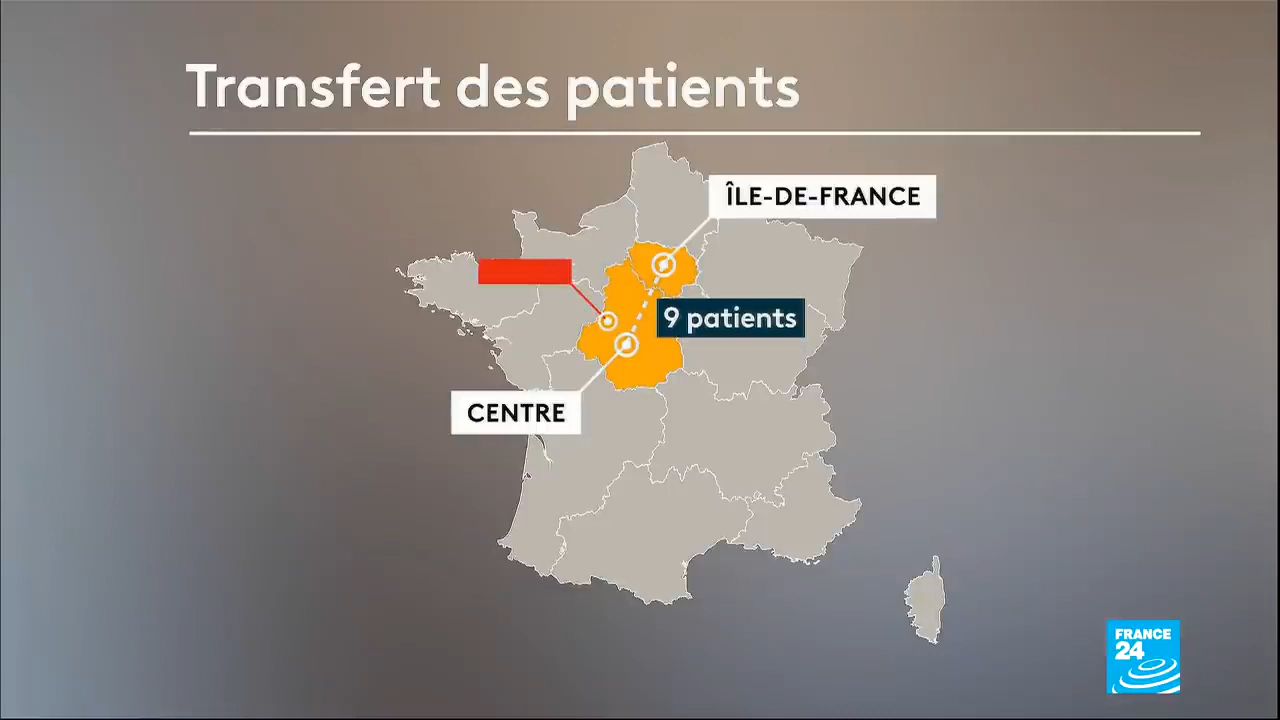 Transfert des patients
ÎLE-DE-FRANCE
9 patients
CENTRE
FRANCE
24